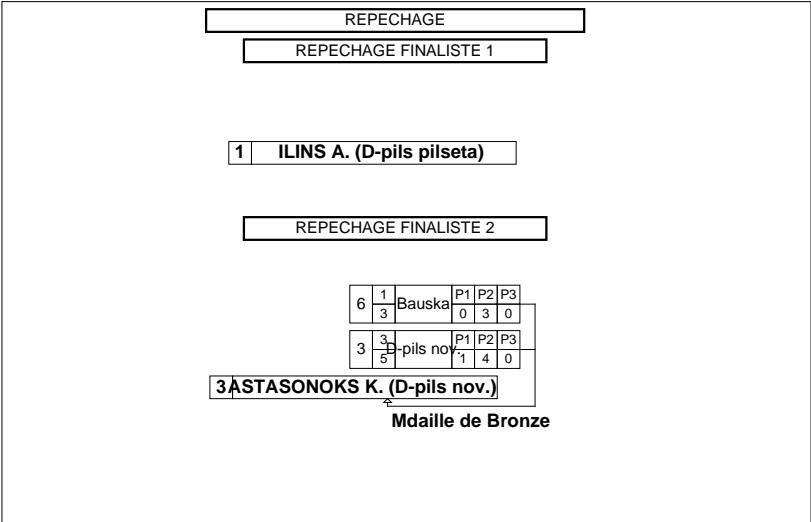 REPECHAGE
REPECHAGE FINALISTE 1
1 ILINS A. (D-pils pilseta)
REPECHAGE FINALISTE 2
6 1 3 Bauska P1 P2 P3 0 3 0
3 3 5 D-pils nov. P1 P2 P3 1 4 0
3 ASTASONOKS K. (D-pils nov.)
Mdaille de Bronze